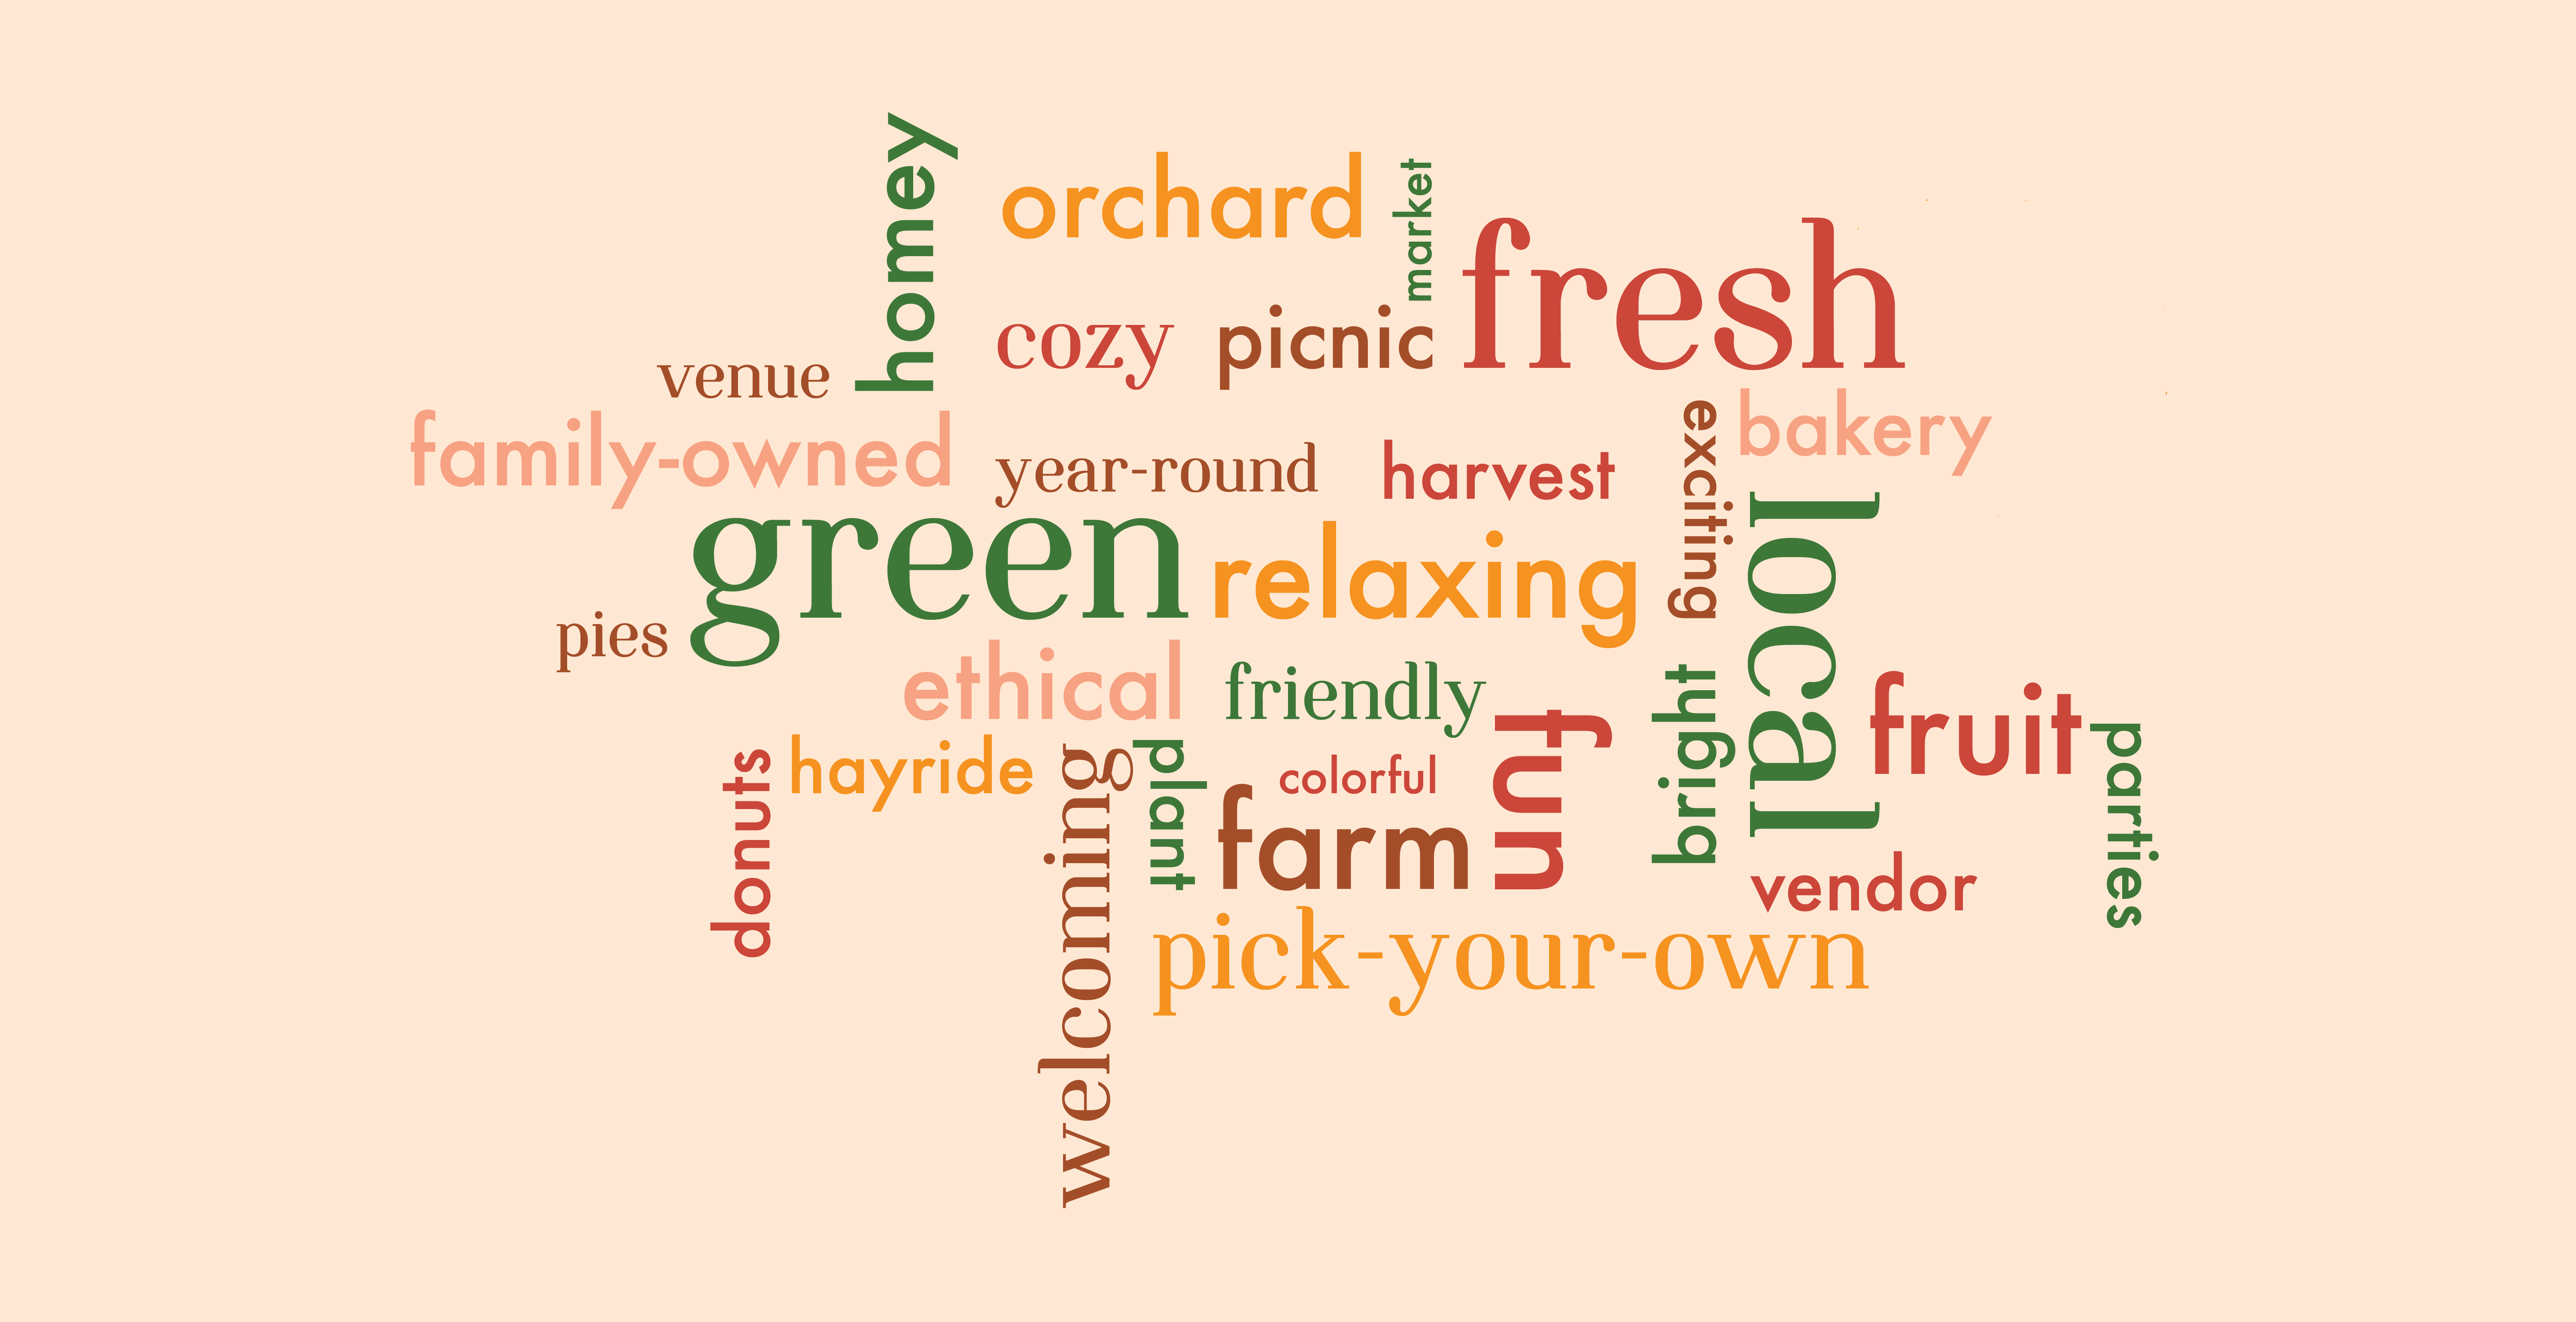 homey
orchard
market
fresh
cozy
picnic
venue
family-owned
year-round
harvest
exciting
bakery
green
relaxing
local
pies
ethical
friendly
fun
bright
fruit
parties
donuts
hayride
welcoming
plant
colorful
farm
vendor
pick-your-own